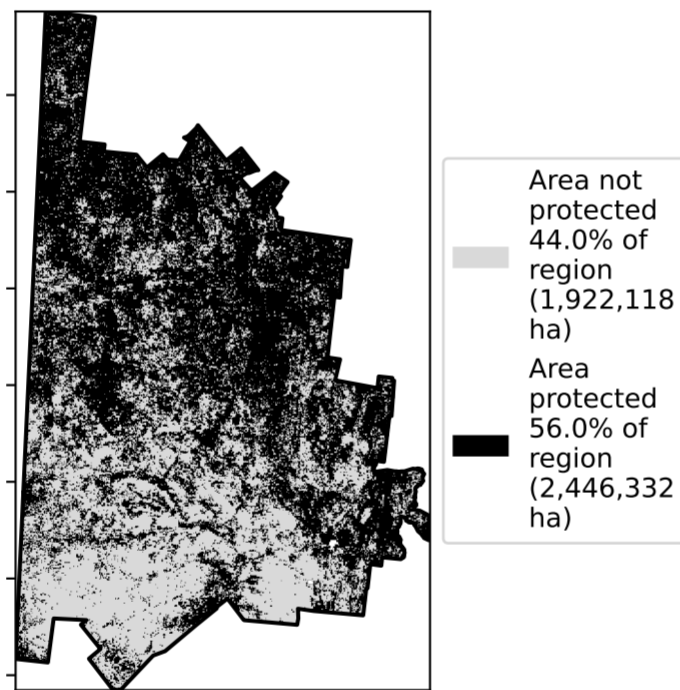 Area not
protected
44.0% of
region
(1,922,118
ha)
Area
protected
56.0% of
region
(2,446,332
ha)